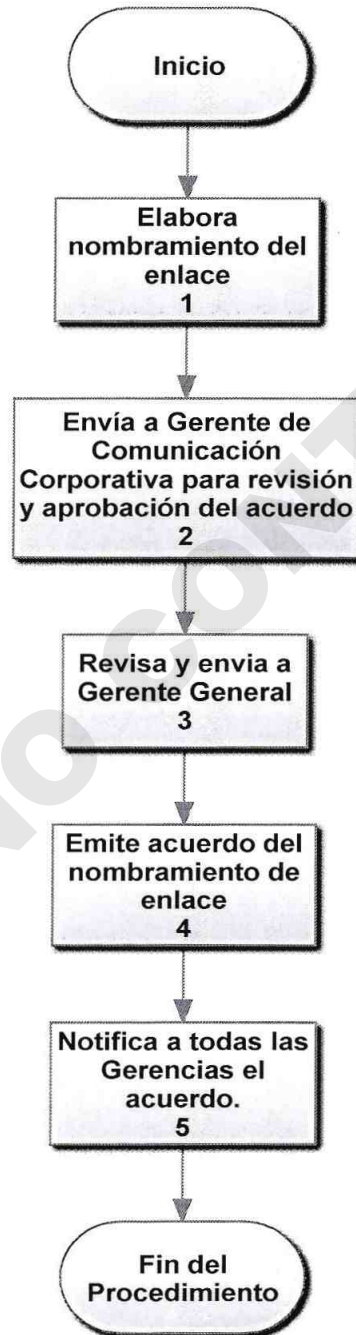 Inicio
Elabora
nombramiento del
enlace
1
Envía a Gerente de
Comunicación
Corporativa para revisión
y aprobación del acuerdo
2
Revisa y envia a
Gerente General
3
Emite acuerdo del
nombramiento de
enlace
4
Notifica a todas las
Gerencias el
acuerdo.
5
Fin del
Procedimiento
NO CONT